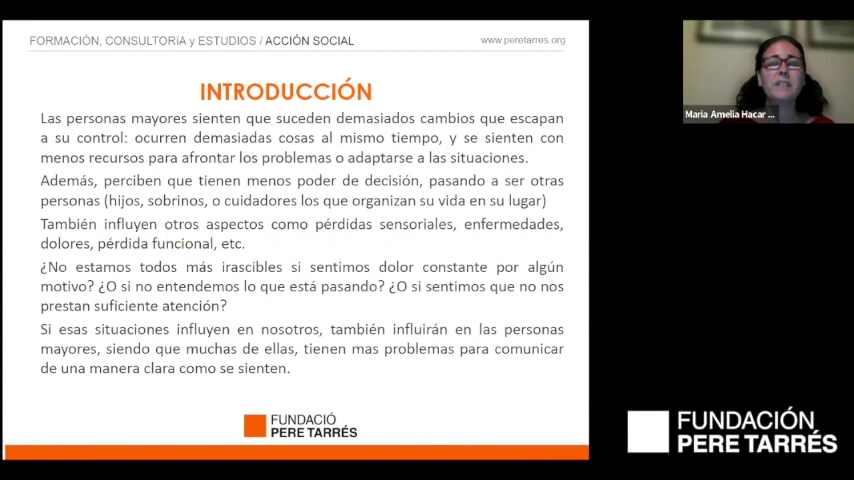 FORMACIÓN, CONSULTORíA y ESTUDIOS / ACCIÓN SOCIAL
www.peretarres.org
INTRODUCCIÓN
Las personas mayores sienten que suceden demasiados cambios que escapan
a su control: ocurren demasiadas cosas al mismo tiempo, y se sienten con
menos recursos para afrontar los problemas o adaptarse a las situaciones.
Además, perciben que tienen menos poder de decisión, pasando a ser otras
personas (hijos, sobrinos, o cuidadores los que organizan su vida en su lugar)
También influyen otros aspectos como pérdidas sensoriales, enfermedades,
dolores, pérdida funcional, etc.
¿No estamos todos más irascibles si sentimos dolor constante por algún
motivo? ¿O si no entendemos lo que está pasando? ¿O si sentimos que no nos
prestan suficiente atención?
Si esas situaciones influyen en nosotros, también influirán en las personas
mayores, siendo que muchas de ellas, tienen mas problemas para comunicar
de una manera clara como se sienten.
FUNDACIÓ
PERE TARRÉS
Maria Amelia Hacar ...
FUNDACIÓN
PERE TARRÉS